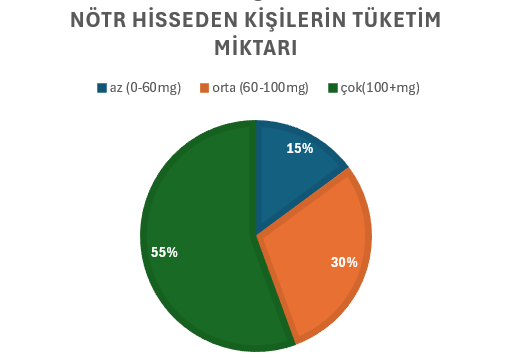 NÖTR HİSSEDEN KİŞİLERİN TÜKETİM
MİKTARI
az (0-60mg) orta (60-100mg) çok(100+mg)
15%
30%
55%